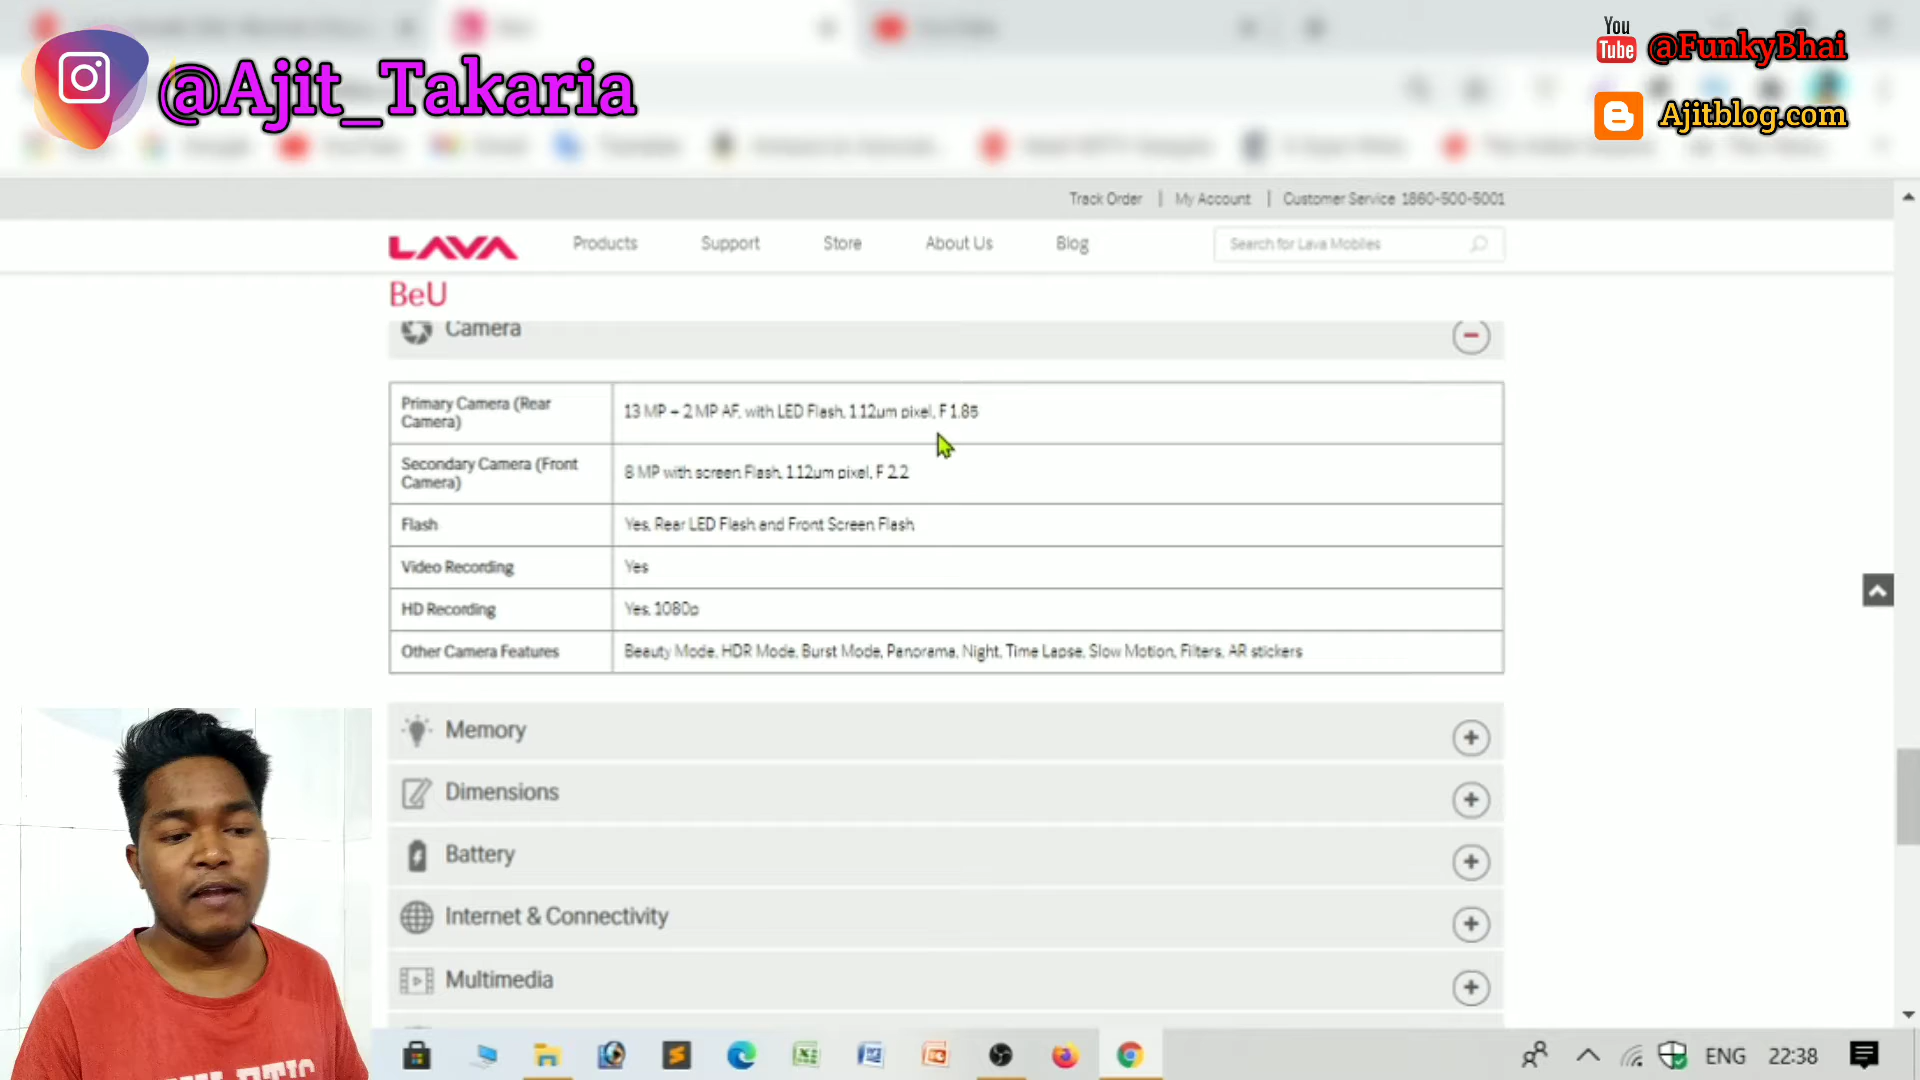 @Ajit_Takaria
You
Tube
@FunkyBhai
Ajitblog.com
Track Order | My Account | Customer Service 1860-500-5001
LAVA
Products
Support
Store
About Us
Blog
Search for Lava Mobiles
BeU
Camera
Primary Camera (Rear
Camera)
13 MP + 2 MP AF, with LED Flash, 1.12um pixel, F 1.85
Secondary Camera (Front
Camera)
8 MP with screen Flash, 1.12um pixel, F 2.2
Flash
Yes, Rear LED Flash and Front Screen Flash
Video Recording
Yes
HD Recording
Yes, 1080p
Other Camera Features
Beauty Mode, HDR Mode, Burst Mode, Panorama, Night, Time Lapse, Slow Motion, Filters, AR stickers
Memory
Dimensions
Battery
Internet & Connectivity
Multimedia
ENG
22:38